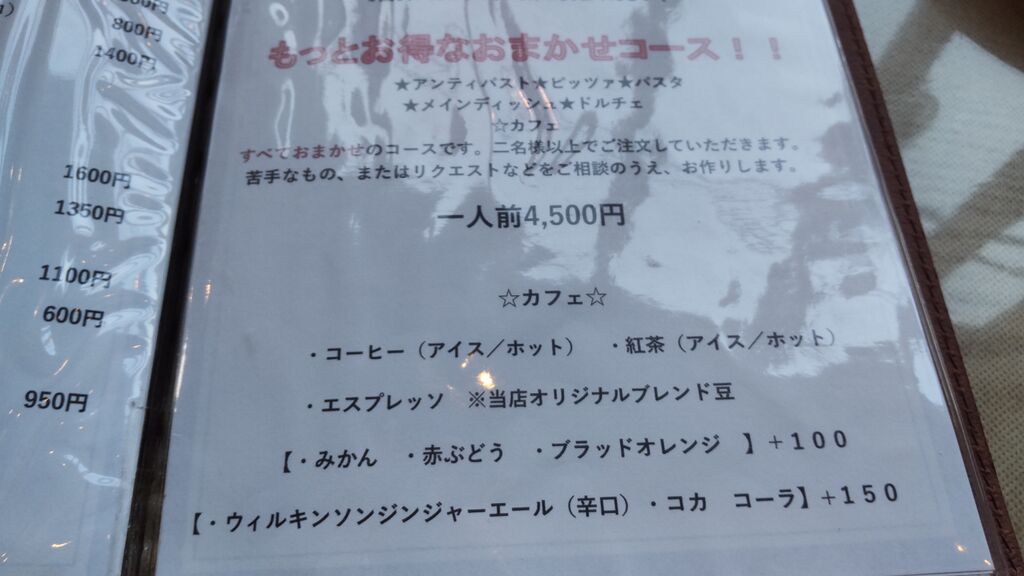 800円
1400円
1600円
1350円
1100円
600円
950円
もっとお得なおまかせコース！！
★アンティパスト★ピッツァ★パスタ
★メインディッシュ★ドルチェ
☆カフェ
すべておまかせのコースです。二名様以上でご注文していただきます。
苦手なもの、またはリクエストなどをご相談のうえ、お作りします。
一人前4,500円
☆カフェ☆
・コーヒー（アイス／ホット）　・紅茶（アイス／ホット）
・エスプレッソ　※当店オリジナルブレンド豆
【・みかん　・赤ぶどう　・ブラッドオレンジ　】＋１００
【・ウィルキンソンジンジャーエール（辛口）・コカ　コーラ】＋１５０